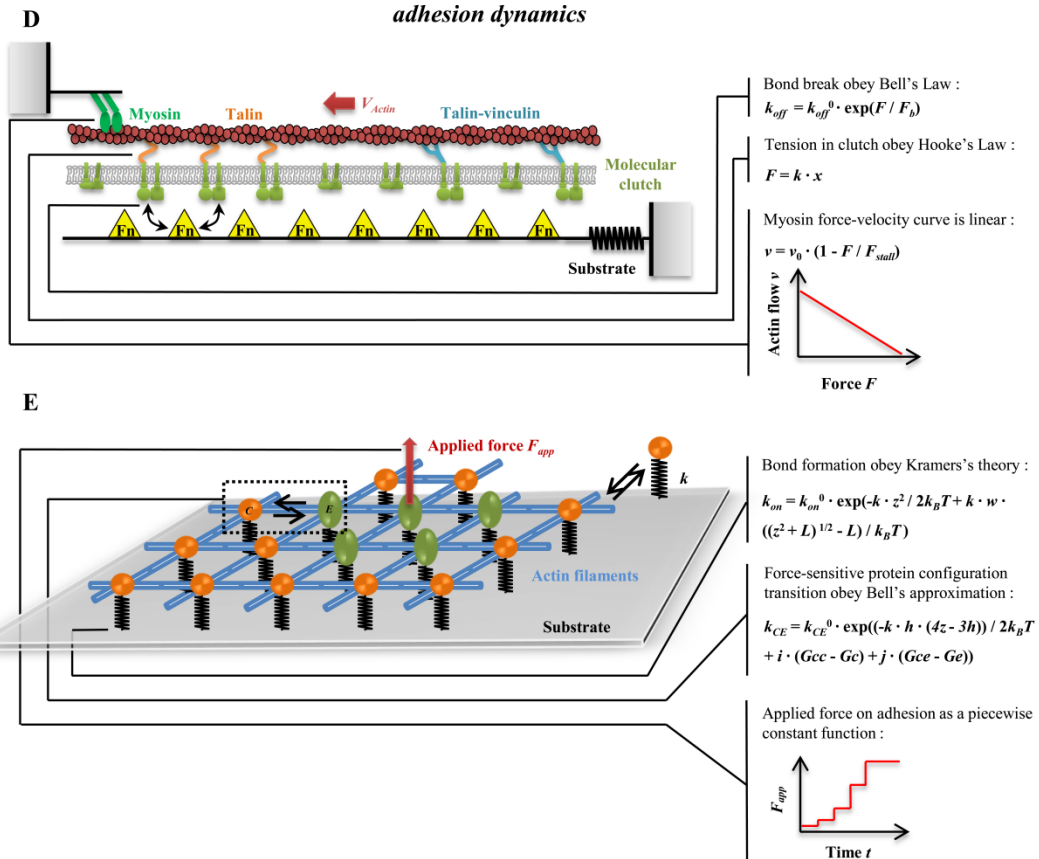 adhesion dynamics
D
Myosin
Talin
V_Actin
Talin-vinculin
Molecular
clutch
Fn Fn Fn Fn Fn Fn Fn Fn
Substrate
Bond break obey Bell's Law :
k_off = k_off^0 · exp(F / F_b)
Tension in clutch obey Hooke's Law :
F = k · x
Myosin force-velocity curve is linear :
v = v_0 · (1 - F / F_stall)
Actin flow v
Force F
E
Applied force F_app
k
C
E
Actin filaments
Substrate
Bond formation obey Kramers's theory :
k_on = k_on^0 · exp(-k · z^2 / 2k_BT + k · w ·
((z^2 + L)^1/2 - L) / k_BT)
Force-sensitive protein configuration
transition obey Bell's approximation :
k_CE = k_CE^0 · exp((-k · h · (4z - 3h)) / 2k_BT
+ i · (Gcc - Gc) + j · (Gce - Ge))
Applied force on adhesion as a piecewise
constant function :
F_app
Time t